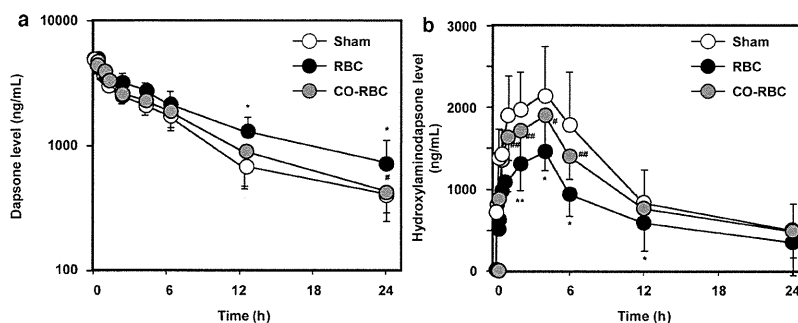 a
10000
1000
100
Dapsone level (ng/mL)
Sham
RBC
CO-RBC
*
*
#
0
6
12
18
24
Time (h)
b
3000
2000
1000
0
Hydroxylaminodapsone level
(ng/mL)
Sham
RBC
CO-RBC
##
##
#
##
**
*
*
*
0
6
12
18
24
Time (h)